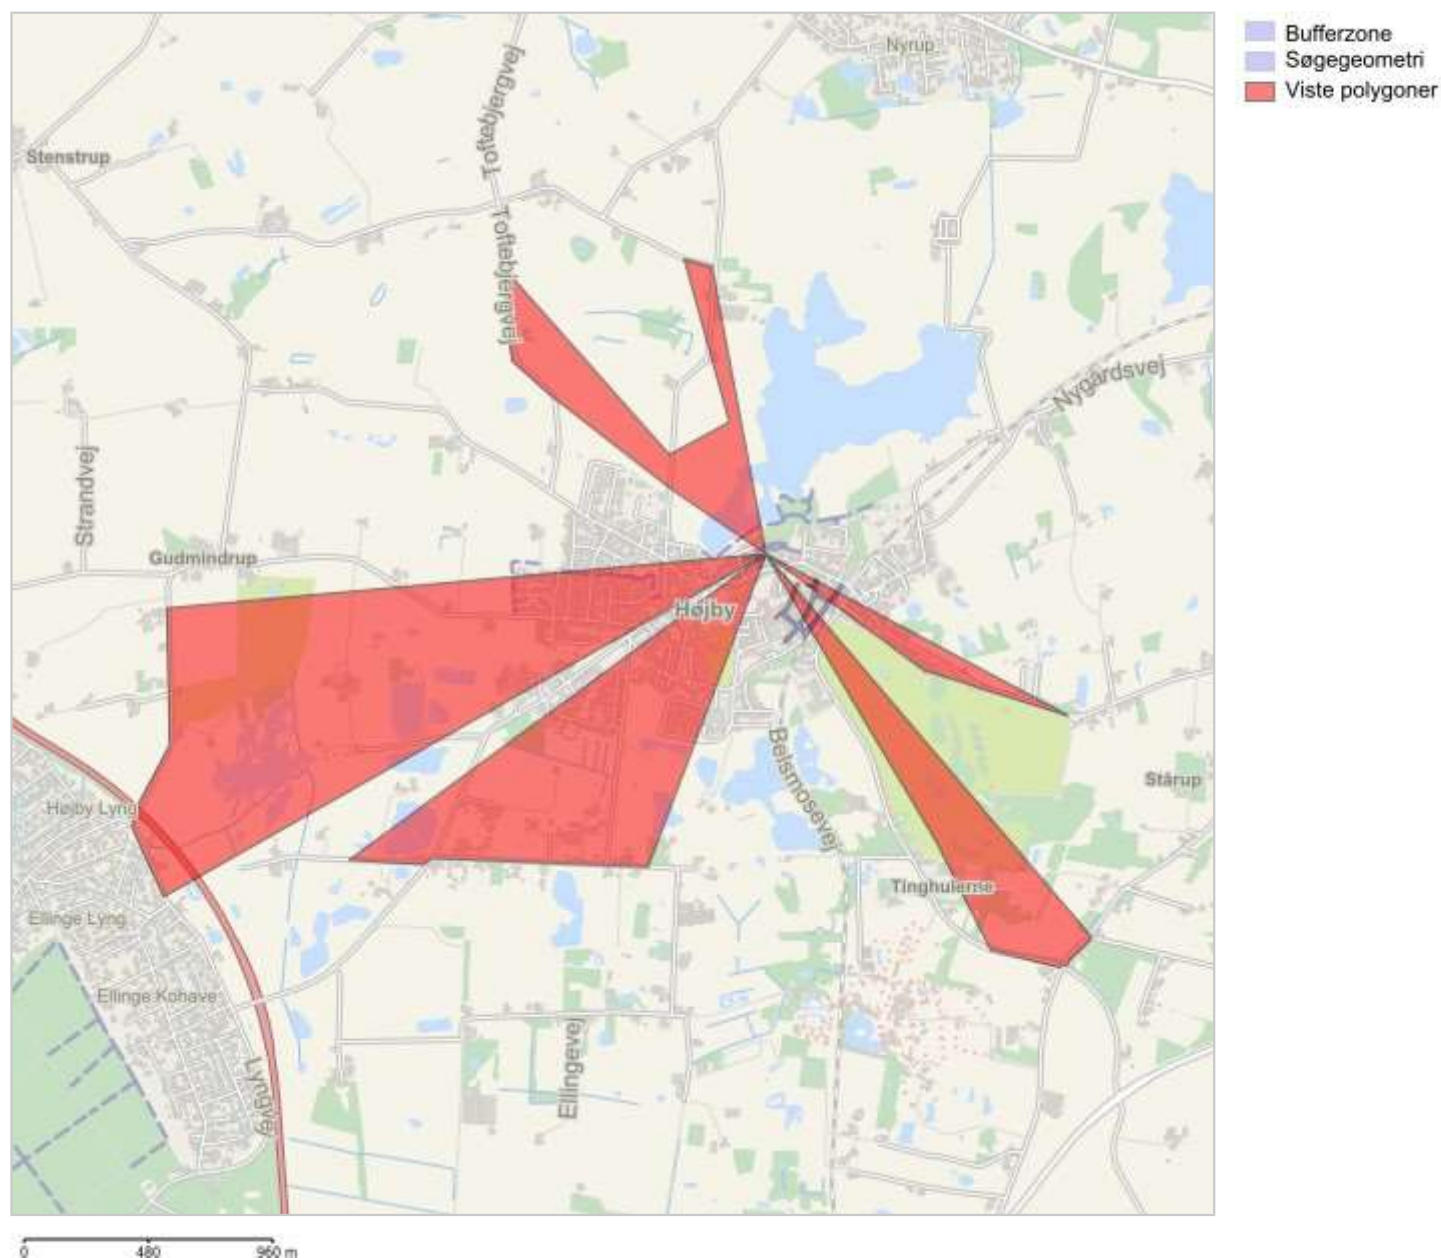 Nyrup
Bufferzone
Søgegeometri
Viste polygoner
Toftebjergvej
Stenstrup
Toftebjergvej
Nygårdsvej
Strandvej
Gudmindrup
Højby
Belsmosevej
Stårup
Højby Lyng
Tinghulerne
Ellinge Lyng
Ellinge Kohave
Ellingevej
Lyngvej
0 480 960 m